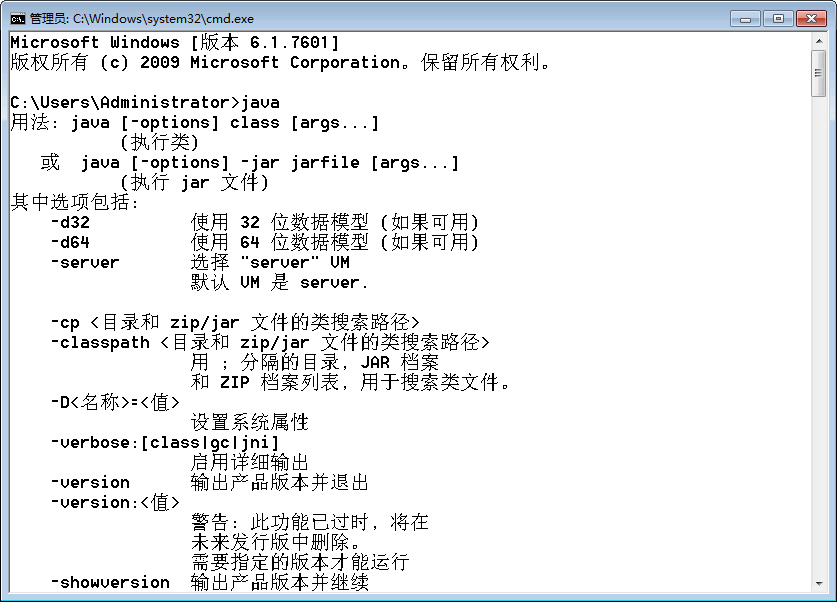 管理员: C:\Windows\system32\cmd.exe
Microsoft Windows [版本 6.1.7601]
版权所有 (c) 2009 Microsoft Corporation。保留所有权利。
C:\Users\Administrator>java
用法: java [-options] class [args...]
(执行类)
或  java [-options] -jar jarfile [args...]
(执行 jar 文件)
其中选项包括:
-d32          使用 32 位数据模型 (如果可用)
-d64          使用 64 位数据模型 (如果可用)
-server       选择 "server" VM
默认 VM 是 server.
-cp <目录和 zip/jar 文件的类搜索路径>
-classpath <目录和 zip/jar 文件的类搜索路径>
用 ; 分隔的目录, JAR 档案
和 ZIP 档案列表, 用于搜索类文件。
-D<名称>=<值>
设置系统属性
-verbose:[class|gc|jni]
启用详细输出
-version      输出产品版本并退出
-version:<值>
警告: 此功能已过时, 将在
未来发行版中删除。
需要指定的版本才能运行
-showversion  输出产品版本并继续